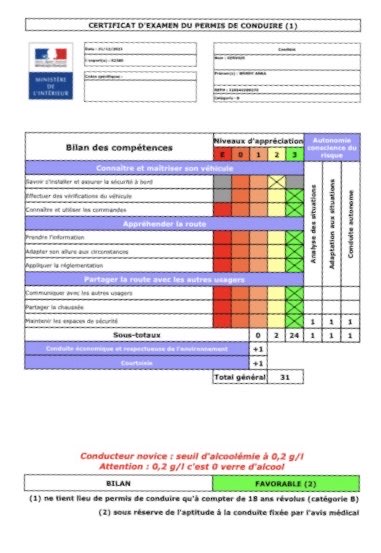 CERTIFICAT D'EXAMEN DU PERMIS DE CONDUIRE (1)
MINISTÈRE
DE
L'INTÉRIEUR
Date : 21/12/2023
L'expert(e) :
Codes spécifiques :
Candidat
Nom :
Prénom(s) :
NEPH :
Catégorie : B
Bilan des compétences
Niveaux d'appréciation
E 0 1 2 3
Autonomie
conscience du
risque
Connaître et maîtriser son véhicule
Savoir s'installer et assurer la sécurité à bord
Effectuer des vérifications du véhicule
Connaître et utiliser les commandes
Appréhender la route
Prendre l'information
Adapter son allure aux circonstances
Appliquer la réglementation
Partager la route avec les autres usagers
Communiquer avec les autres usagers
Partager la chaussée
Maintenir les espaces de sécurité 1 1 1
Analyse des situations
Adaptation aux situations
Conduite autonome
Sous-totaux 0 2 24 1 1 1
Conduite économique et respectueuse de l'environnement +1
Courtoisie +1
Total général 31
Conducteur novice : seuil d'alcoolémie à 0,2 g/l
Attention : 0,2 g/l c'est 0 verre d'alcool
BILAN FAVORABLE (2)
(1) ne tient lieu de permis de conduire qu'à compter de 18 ans révolus (catégorie B)
(2) sous réserve de l'aptitude à la conduite fixée par l'avis médical